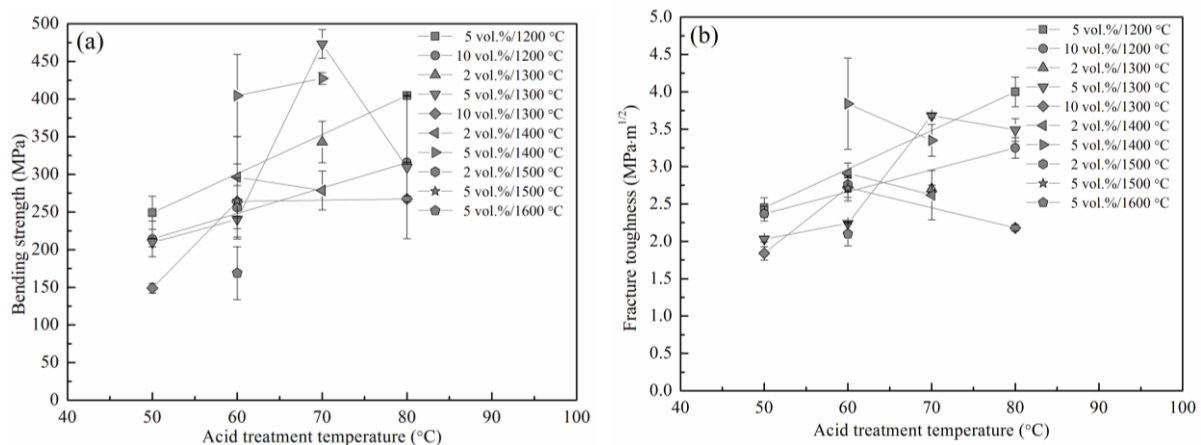 (a)
500
450
400
350
300
250
200
150
100
50
0
Bending strength (MPa)
40 50 60 70 80 90 100
Acid treatment temperature (°C)
5 vol.%/1200 °C
10 vol.%/1200 °C
2 vol.%/1300 °C
5 vol.%/1300 °C
10 vol.%/1300 °C
2 vol.%/1400 °C
5 vol.%/1400 °C
2 vol.%/1500 °C
5 vol.%/1500 °C
5 vol.%/1600 °C
(b)
5.0
4.5
4.0
3.5
3.0
2.5
2.0
1.5
1.0
0.5
0.0
Fracture toughness (MPa·m^1/2)
40 50 60 70 80 90 100
Acid treatment temperature (°C)
5 vol.%/1200 °C
10 vol.%/1200 °C
2 vol.%/1300 °C
5 vol.%/1300 °C
10 vol.%/1300 °C
2 vol.%/1400 °C
5 vol.%/1400 °C
2 vol.%/1500 °C
5 vol.%/1500 °C
5 vol.%/1600 °C